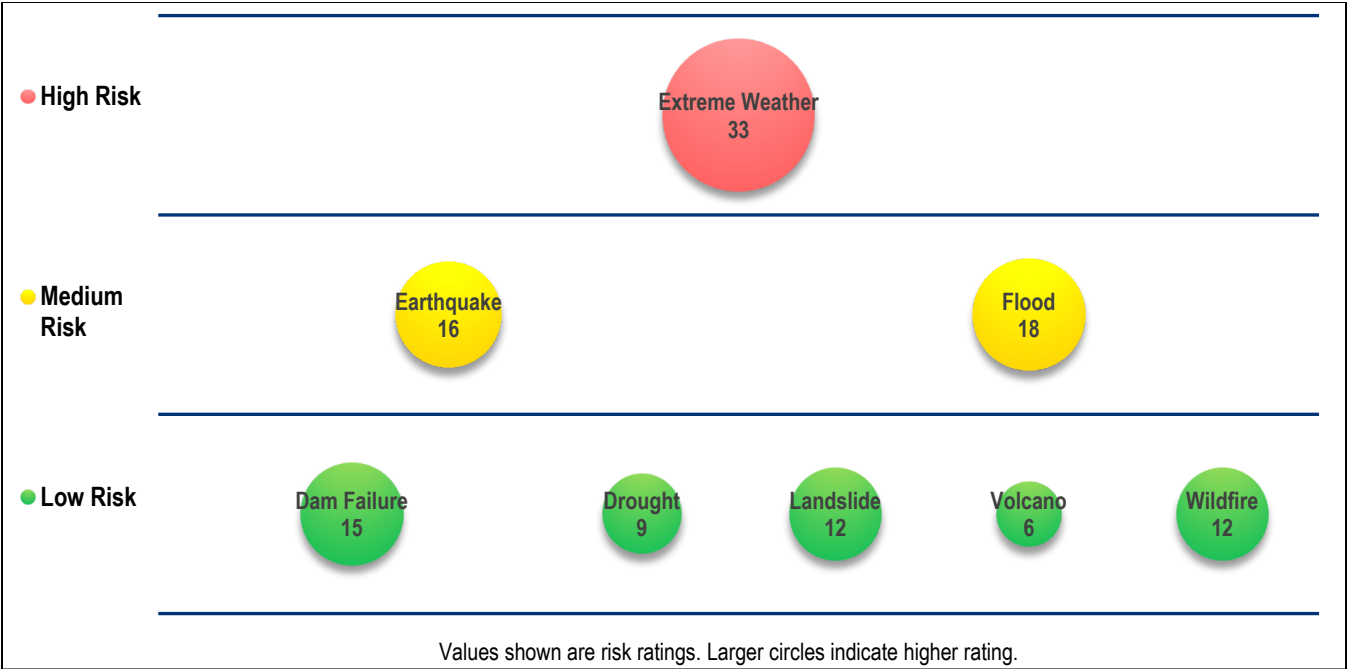 High Risk
Extreme Weather
33
Medium
Risk
Earthquake
16
Flood
18
Low Risk
Dam Failure
15
Drought
9
Landslide
12
Volcano
6
Wildfire
12
Values shown are risk ratings. Larger circles indicate higher rating.